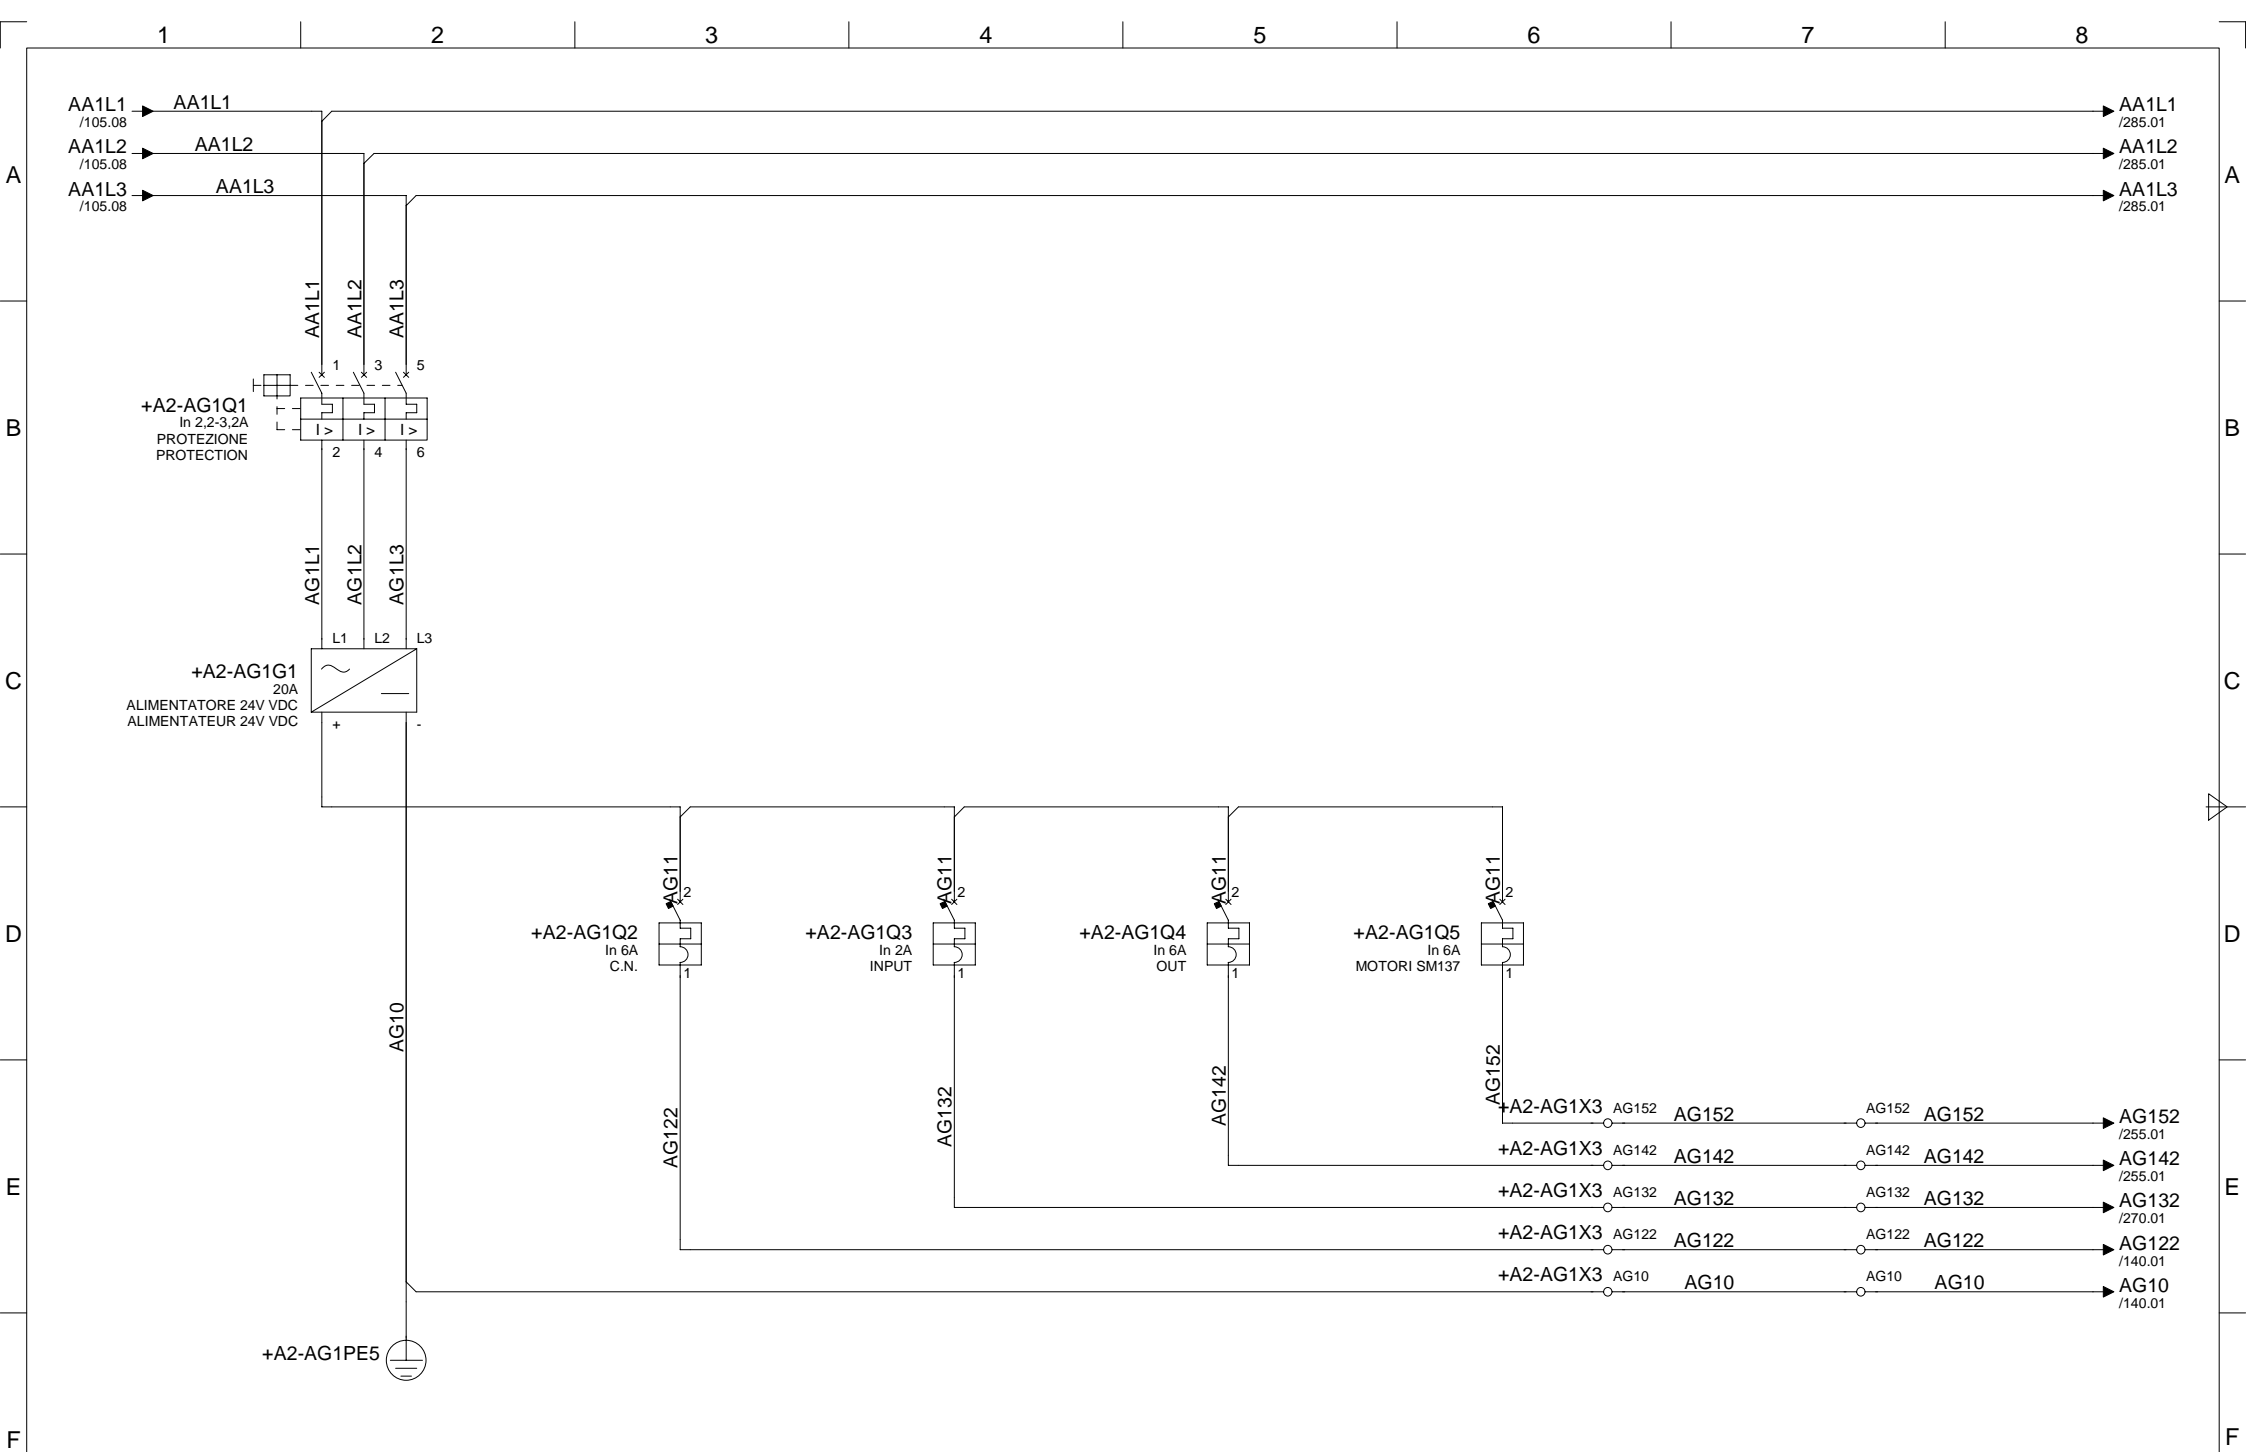 1 2 3 4 5 6 7 8
AA1L1 AA1L1 AA1L1
/105.08 /285.01
AA1L2 AA1L2 AA1L2
/105.08 /285.01
A A
AA1L3 AA1L3 AA1L3
/105.08 /285.01
AA1L1 AA1L2 AA1L3
1 3 5
+A2-AG1Q1
In 2,2-3,2A
B I > I > I > B
PROTEZIONE
PROTECTION
2 4 6
AG1L1 AG1L2 AG1L3
L1 L2 L3
+A2-AG1G1
C C
20A
ALIMENTATORE 24V VDC
ALIMENTATEUR 24V VDC
+ -
AG11 AG11 AG11 AG11
2 2 2 2
D +A2-AG1Q2 +A2-AG1Q3 +A2-AG1Q4 +A2-AG1Q5 D
In 6A In 2A In 6A In 6A
C.N. INPUT OUT MOTORI SM137
1 1 1 1
AG10
AG122 AG132 AG142 AG152
+A2-AG1X3 AG152 AG152 AG152 AG152 AG152
/255.01
+A2-AG1X3 AG142 AG142 AG142 AG142 AG142
/255.01
E E
+A2-AG1X3 AG132 AG132 AG132 AG132 AG132
/270.01
+A2-AG1X3 AG122 AG122 AG122 AG122 AG122
/140.01
+A2-AG1X3 AG10 AG10 AG10 AG10 AG10
/140.01
+A2-AG1PE5
F F